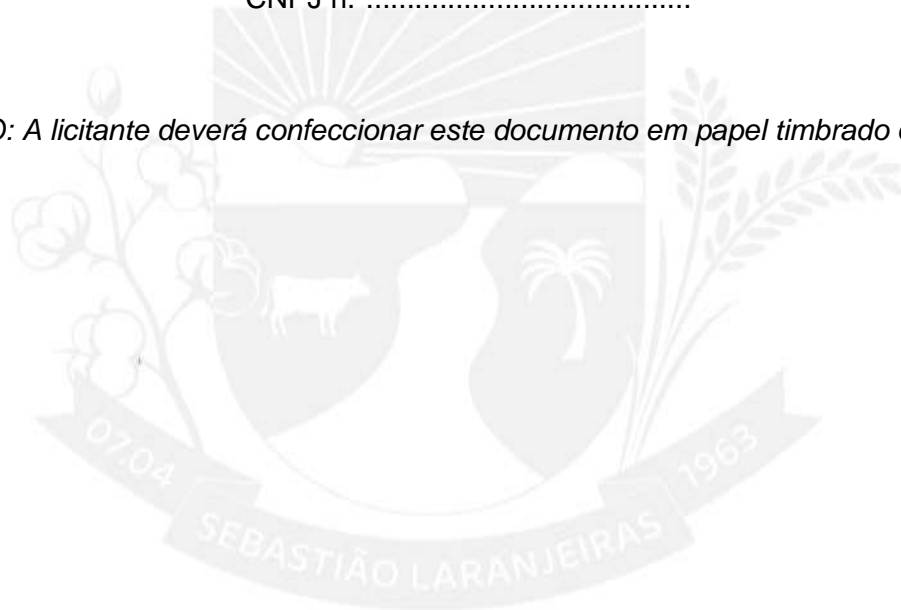 CNPJ n.º ........................................
: A licitante deverá confeccionar este documento em papel timbrado
07.04
1963
SEBASTIÃO LARANJEIRAS